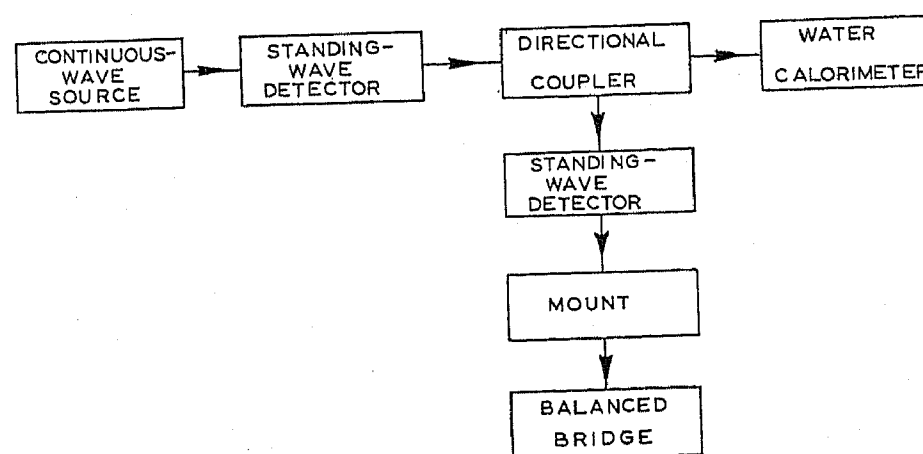 CONTINUOUS-
WAVE
SOURCE
STANDING-
WAVE
DETECTOR
DIRECTIONAL
COUPLER
WATER
CALORIMETER
STANDING-
WAVE
DETECTOR
MOUNT
BALANCED
BRIDGE